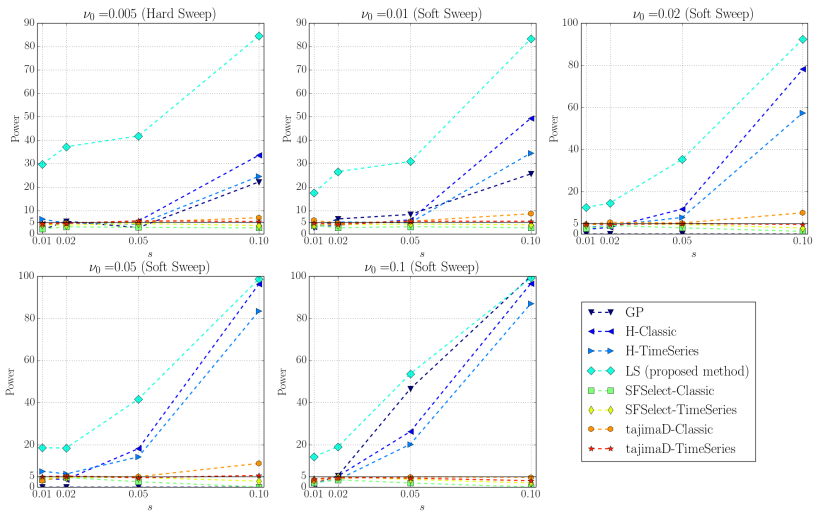 ν0 =0.005 (Hard Sweep)
90
80
70
60
50
40
30
20
10
5
0
Power
0.01 0.02 0.05 0.10
s
ν0 =0.01 (Soft Sweep)
90
80
70
60
50
40
30
20
10
5
0
Power
0.01 0.02 0.05 0.10
s
ν0 =0.02 (Soft Sweep)
100
80
60
40
20
5
0
Power
0.01 0.02 0.05 0.10
s
ν0 =0.05 (Soft Sweep)
100
80
60
40
20
5
0
Power
0.01 0.02 0.05 0.10
s
ν0 =0.1 (Soft Sweep)
100
80
60
40
20
5
0
Power
0.01 0.02 0.05 0.10
s
GP
H-Classic
H-TimeSeries
LS (proposed method)
SFSelect-Classic
SFSelect-TimeSeries
tajimaD-Classic
tajimaD-TimeSeries